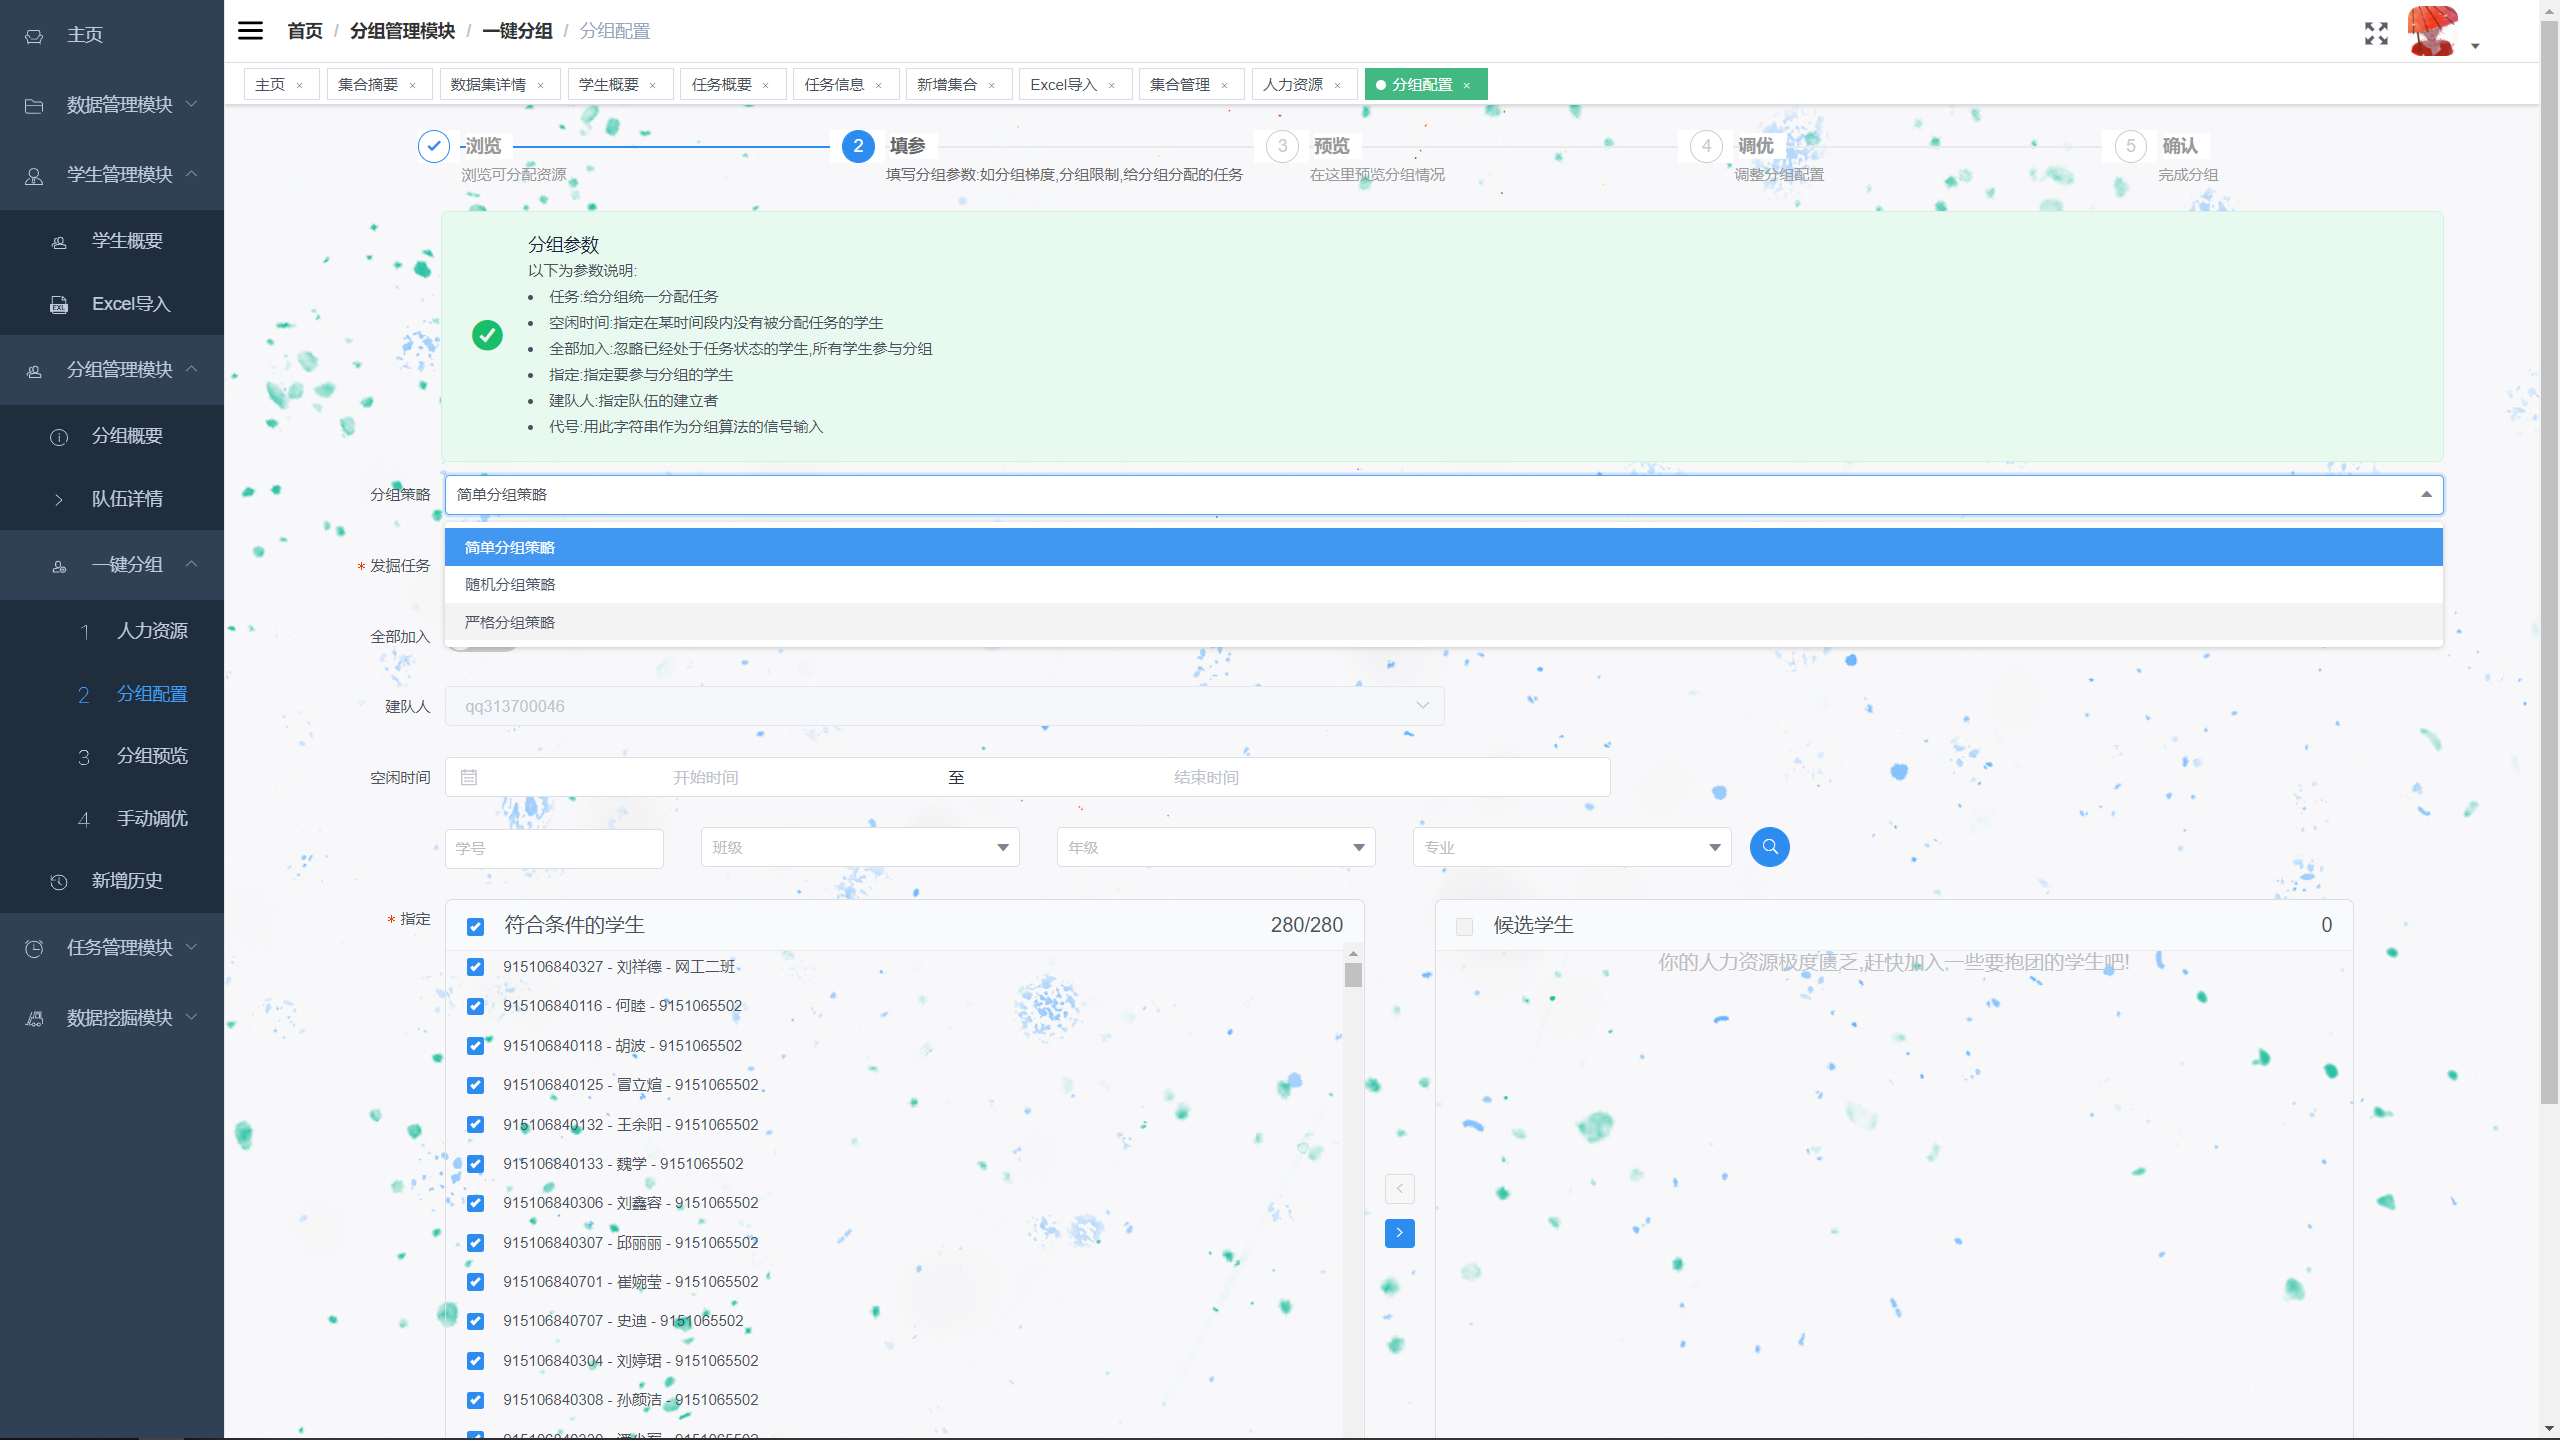 主页
数据管理模块
学生管理模块
学生概要
Excel导入
分组管理模块
分组概要
队伍详情
一键分组
1 人力资源
2 分组配置
3 分组预览
4 手动调优
新增历史
任务管理模块
数据挖掘模块
首页 / 分组管理模块 / 一键分组 / 分组配置
主页 × 集合摘要 × 数据集详情 × 学生概要 × 任务概要 × 任务信息 × 新增集合 × Excel导入 × 集合管理 × 人力资源 × 分组配置 ×
浏览 2 填参 3 预览 4 调优 5 确认
浏览可分配资源 填写分组参数:如分组梯度,分组限制,给分组分配的任务 在这里预览分组情况 调整分组配置 完成分组
分组参数
以下为参数说明:
• 任务:给分组统一分配任务
• 空闲时间:指定在某时间段内没有被分配任务的学生
• 全部加入:忽略已经处于任务状态的学生,所有学生参与分组
• 指定:指定要参与分组的学生
• 建队人:指定队伍的建立者
• 代号:用此字符串作为分组算法的信号输入
分组策略 简单分组策略
简单分组策略
* 发掘任务
随机分组策略
严格分组策略
全部加入
建队人 qq313700046
空闲时间 开始时间 至 结束时间
学号 班级 年级 专业
* 指定 符合条件的学生 280/280 候选学生 0
你的人力资源极度匮乏,赶快加入一些要抱团的学生吧!
915106840327 - 刘祥德 - 网工二班
915106840116 - 何睦 - 9151065502
915106840118 - 胡波 - 9151065502
915106840125 - 冒立煊 - 9151065502
915106840132 - 王余阳 - 9151065502
915106840133 - 魏学 - 9151065502
915106840306 - 刘鑫容 - 9151065502
915106840307 - 邱丽丽 - 9151065502
915106840701 - 崔婉莹 - 9151065502
915106840707 - 史迪 - 9151065502
915106840304 - 刘婷珺 - 9151065502
915106840308 - 孙颜洁 - 9151065502